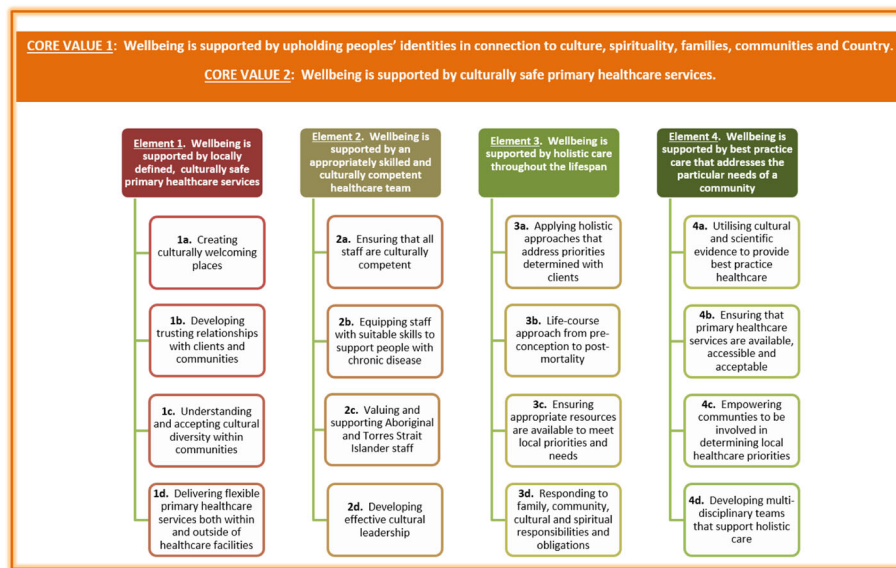 CORE VALUE 1: Wellbeing is supported by upholding peoples' identities in connection to culture, spirituality, families, communities and Country.
CORE VALUE 2: Wellbeing is supported by culturally safe primary healthcare services.
Element 1. Wellbeing is
supported by locally
defined, culturally safe
primary healthcare services
1a. Creating
culturally welcoming
places
1b. Developing
trusting relationships
with clients and
communities
1c. Understanding
and accepting cultural
diversity within
communities
1d. Delivering flexible
primary healthcare
services both within
and outside of
healthcare facilities
Element 2. Wellbeing is
supported by an
appropriately skilled and
culturally competent
healthcare team
2a. Ensuring that all
staff are culturally
competent
2b. Equipping staff
with suitable skills to
support people with
chronic disease
2c. Valuing and
supporting Aboriginal
and Torres Strait
Islander staff
2d. Developing
effective cultural
leadership
Element 3. Wellbeing is
supported by holistic care
throughout the lifespan
3a. Applying holistic
approaches that
address priorities
determined with
clients
3b. Life-course
approach from pre-
conception to post-
mortality
3c. Ensuring
appropriate resources
are available to meet
local priorities and
needs
3d. Responding to
family, community,
cultural and spiritual
responsibilities and
obligations
Element 4. Wellbeing is
supported by best practice
care that addresses the
particular needs of a
community
4a. Utilising cultural
and scientific
evidence to provide
best practice
healthcare
4b. Ensuring that
primary healthcare
services are available,
accessible and
acceptable
4c. Empowering
communties to be
involved in
determining local
healthcare priorities
4d. Developing multi-
disciplinary teams
that support holistic
care